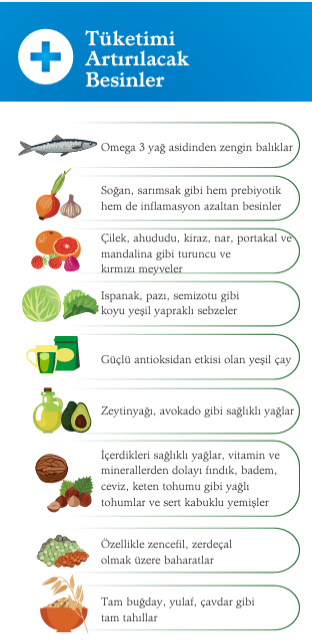 Tüketimi
Artırılacak
Besinler
Omega 3 yağ asidinden zengin balıklar
Soğan, sarımsak gibi hem prebiyotik
hem de inflamasyon azaltan besinler
Çilek, ahududu, kiraz, nar, portakal ve
mandalina gibi turuncu ve
kırmızı meyveler
Ispanak, pazı, semizotu gibi
koyu yeşil yapraklı sebzeler
Güçlü antioksidan etkisi olan yeşil çay
Zeytinyağı, avokado gibi sağlıklı yağlar
İçerdikleri sağlıklı yağlar, vitamin ve
minerallerden dolayı fındık, badem,
ceviz, keten tohumu gibi yağlı
tohumlar ve sert kabuklu yemişler
Özellikle zencefil, zerdeçal
olmak üzere baharatlar
Tam buğday, yulaf, çavdar gibi
tam tahıllar